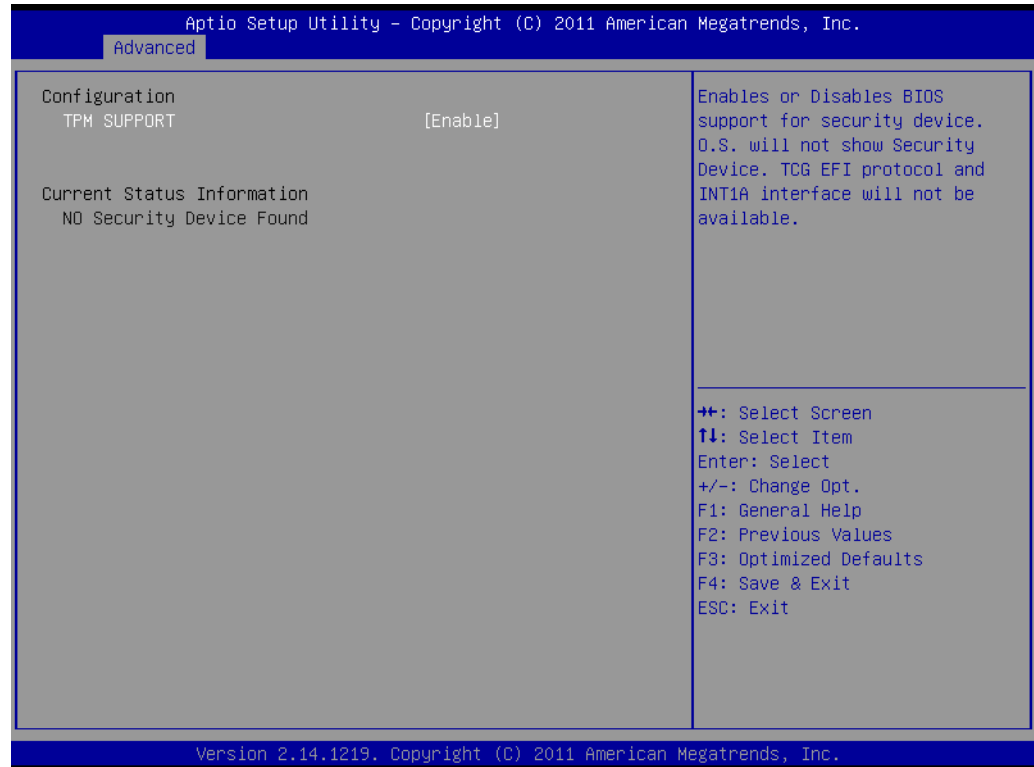 Aptio Setup Utility – Copyright (C) 2011 American Megatrends, Inc.
Advanced
Configuration
TPM SUPPORT [Enable]
Current Status Information
NO Security Device Found
Enables or Disables BIOS
support for security device.
O.S. will not show Security
Device. TCG EFI protocol and
INT1A interface will not be
available.
→←: Select Screen
↑↓: Select Item
Enter: Select
+/-: Change Opt.
F1: General Help
F2: Previous Values
F3: Optimized Defaults
F4: Save & Exit
ESC: Exit
Version 2.14.1219. Copyright (C) 2011 American Megatrends, Inc.